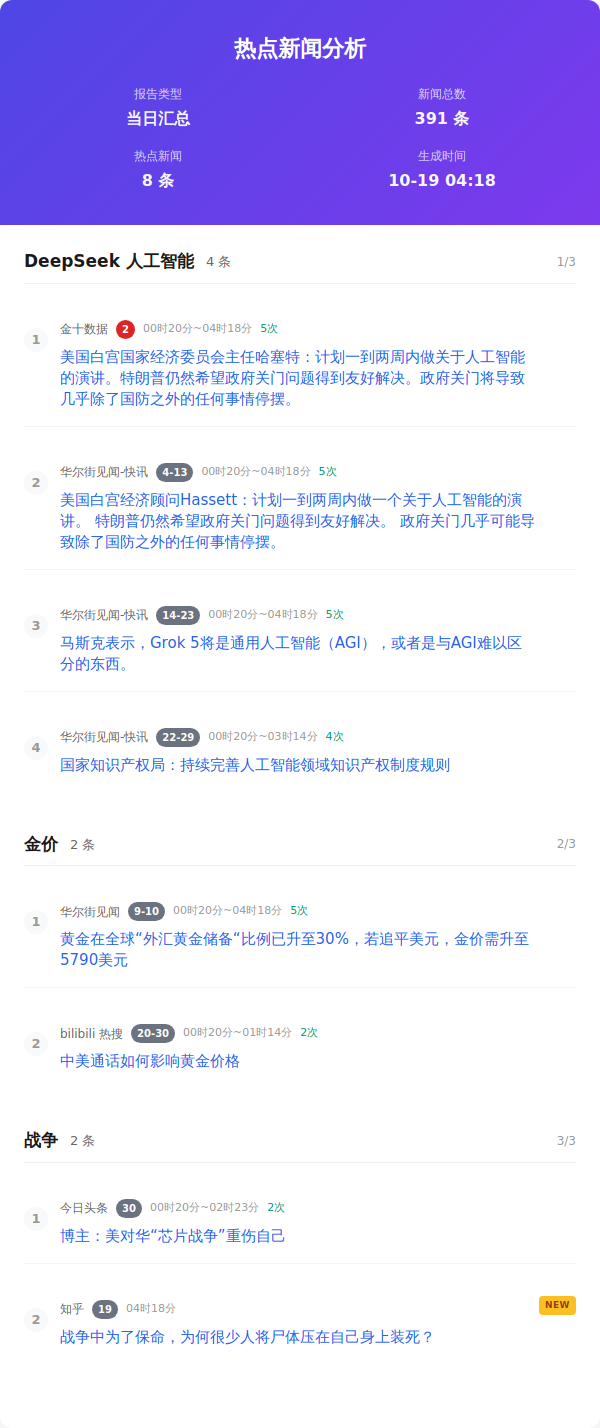 热点新闻分析
报告类型
新闻总数
当日汇总
391 条
热点新闻
生成时间
8 条
10-19 04:18
DeepSeek 人工智能 4 条 1/3
1 金十数据 2 00时20分~04时18分 5次
美国白宫国家经济委员会主任哈塞特：计划一到两周内做关于人工智能
的演讲。特朗普仍然希望政府关门问题得到友好解决。政府关门将导致
几乎除了国防之外的任何事情停摆。
2 华尔街见闻-快讯 4-13 00时20分~04时18分 5次
美国白宫经济顾问Hassett：计划一到两周内做一个关于人工智能的演
讲。 特朗普仍然希望政府关门问题得到友好解决。 政府关门几乎可能导
致除了国防之外的任何事情停摆。
3 华尔街见闻-快讯 14-23 00时20分~04时18分 5次
马斯克表示，Grok 5将是通用人工智能（AGI），或者是与AGI难以区
分的东西。
4 华尔街见闻-快讯 22-29 00时20分~03时14分 4次
国家知识产权局：持续完善人工智能领域知识产权制度规则
金价 2 条 2/3
1 华尔街见闻 9-10 00时20分~04时18分 5次
黄金在全球“外汇黄金储备“比例已升至30%，若追平美元，金价需升至
5790美元
2 bilibili 热搜 20-30 00时20分~01时14分 2次
中美通话如何影响黄金价格
战争 2 条 3/3
1 今日头条 30 00时20分~02时23分 2次
博主：美对华“芯片战争”重伤自己
2 知乎 19 04时18分 NEW
战争中为了保命，为何很少人将尸体压在自己身上装死？